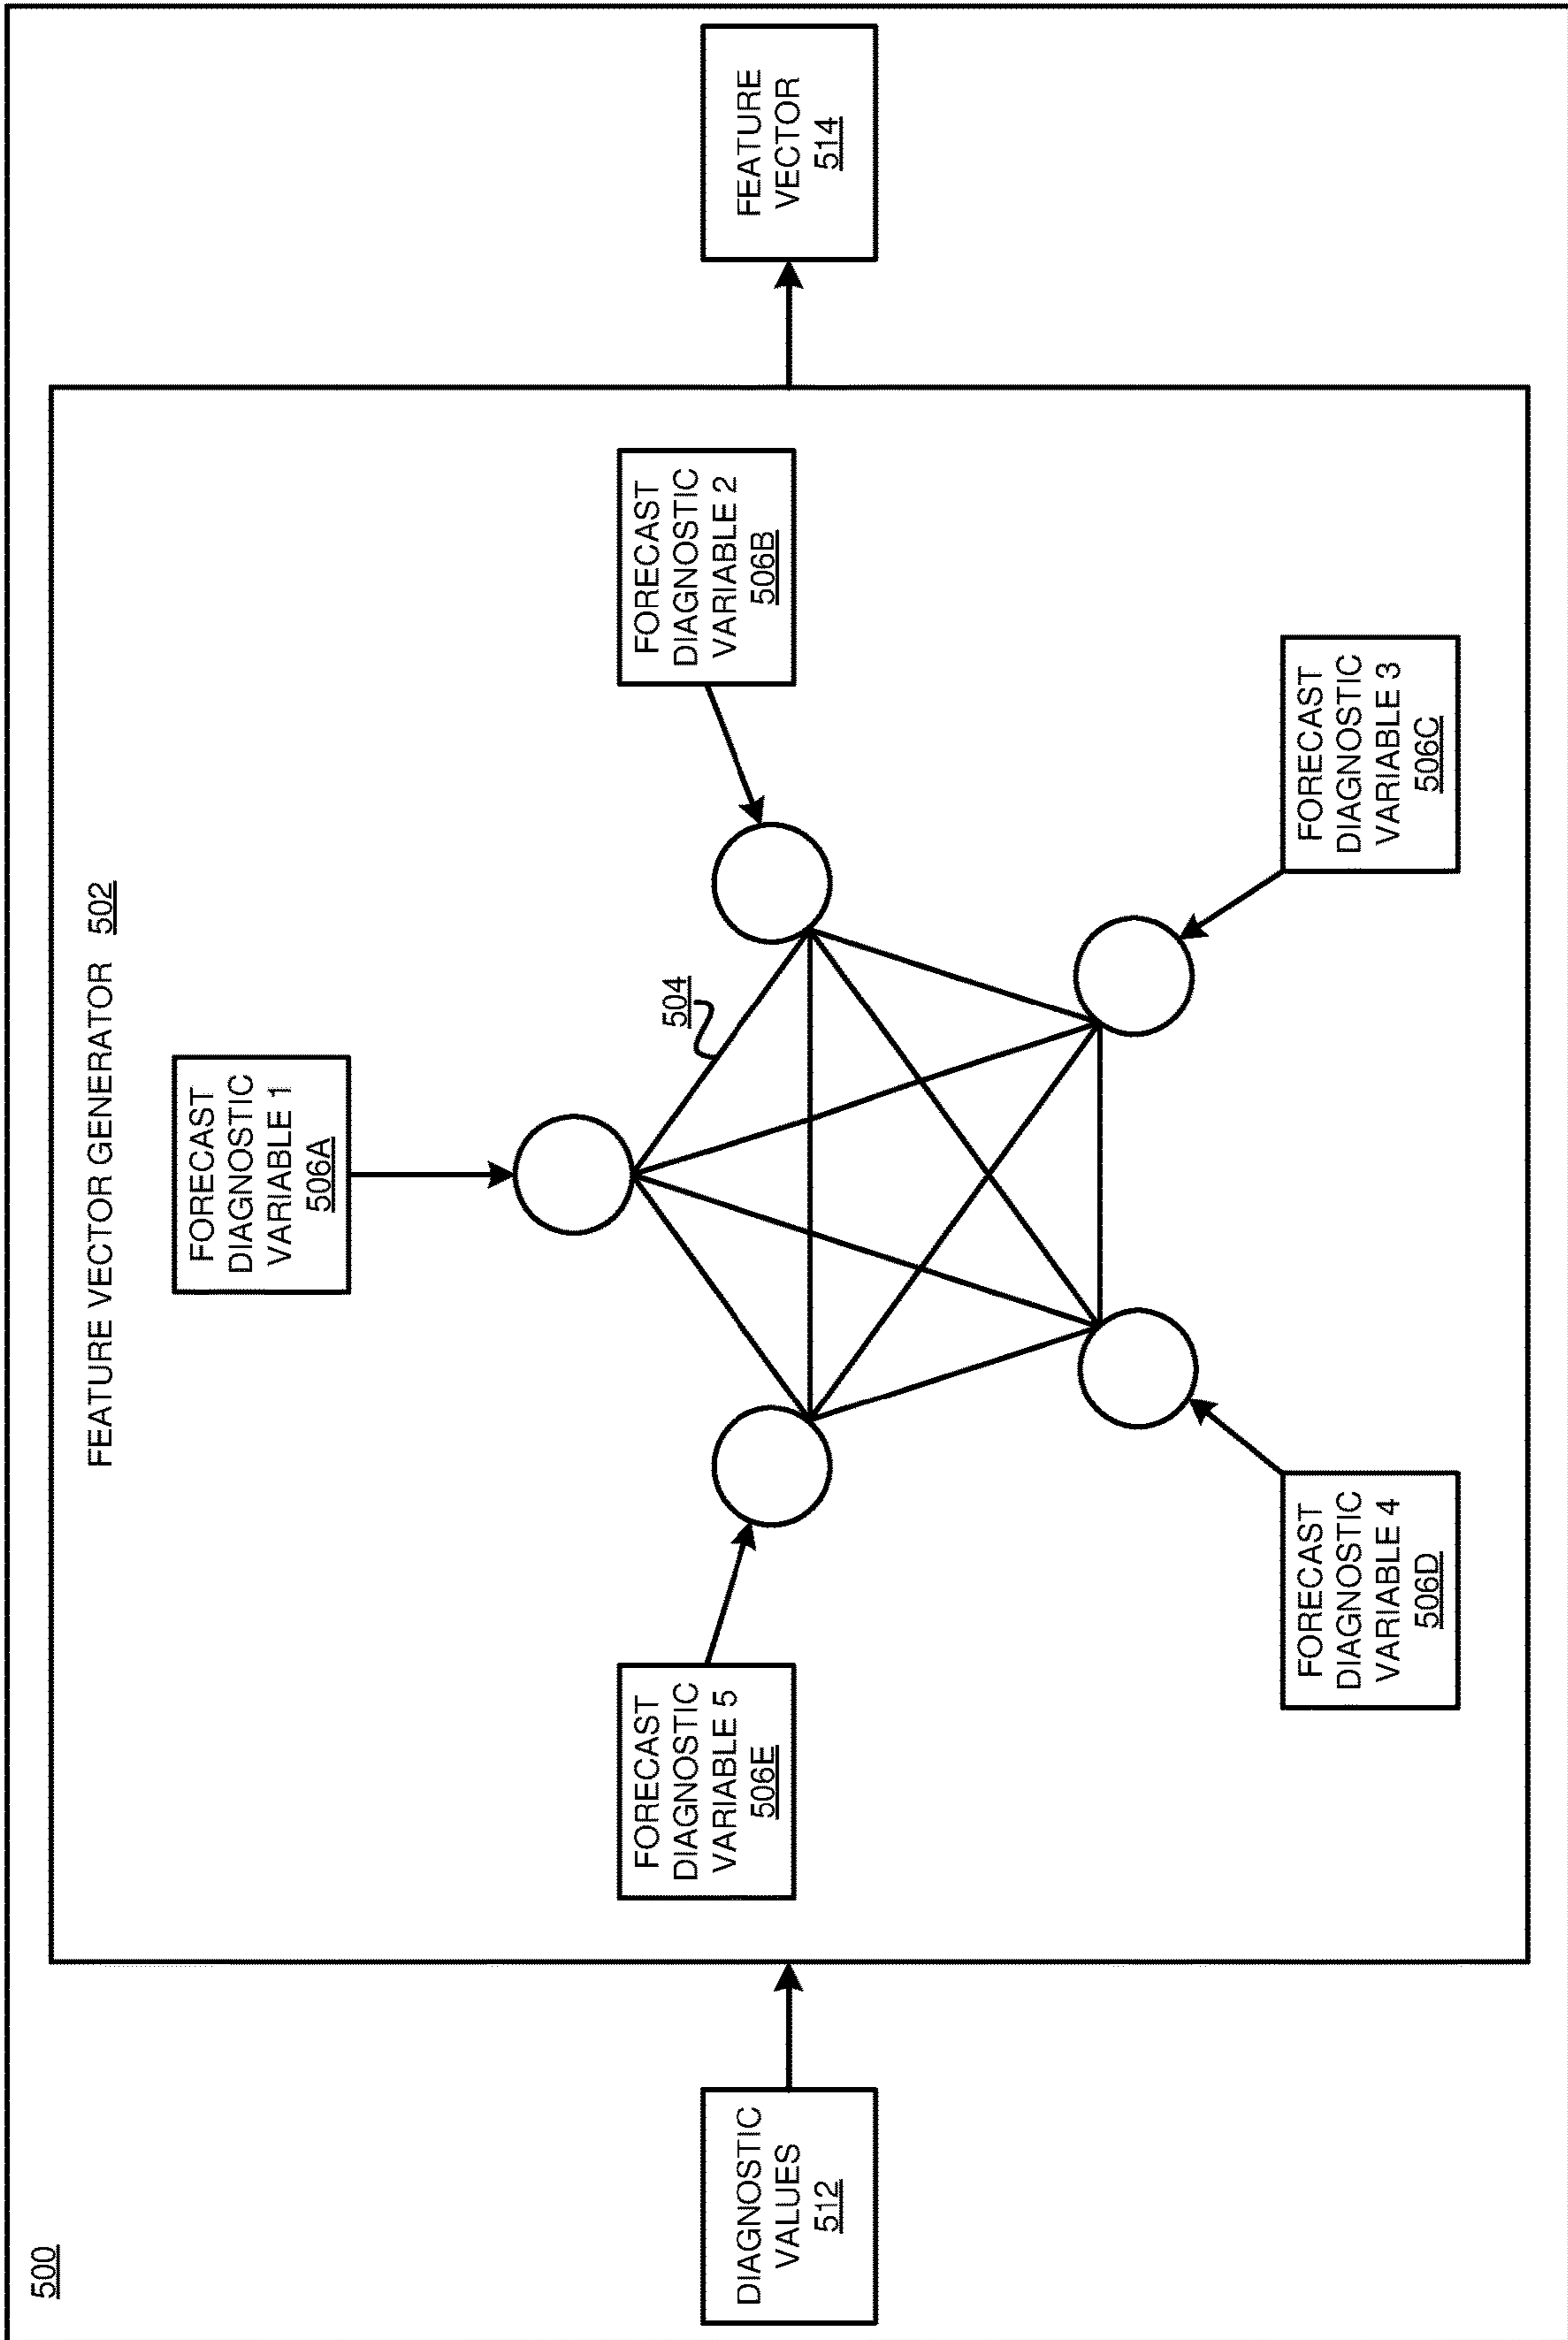 500
FEATURE VECTOR GENERATOR 502
FORECAST
DIAGNOSTIC
VARIABLE 1
506A
504
FORECAST
DIAGNOSTIC
VARIABLE 5
506E
FORECAST
DIAGNOSTIC
VARIABLE 2
506B
DIAGNOSTIC
VALUES
512
FEATURE
VECTOR
514
FORECAST
DIAGNOSTIC
VARIABLE 4
506D
FORECAST
DIAGNOSTIC
VARIABLE 3
506C